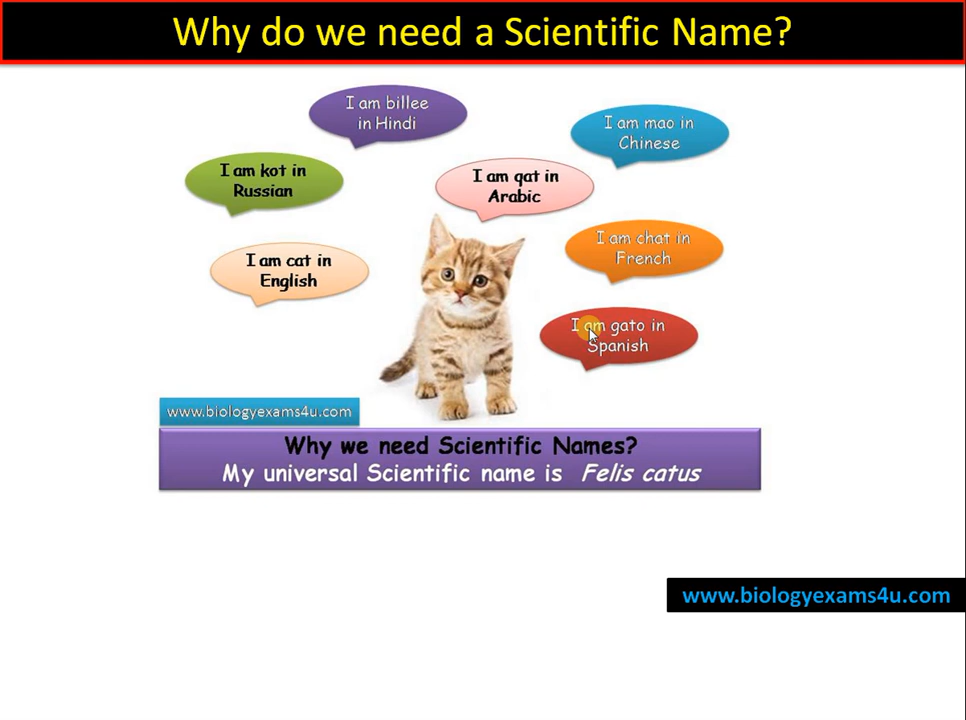 Why do we need a Scientific Name?
I am billee
in Hindi
I am mao in
Chinese
I am kot in
Russian
I am qat in
Arabic
I am chat in
French
I am cat in
English
I am gato in
Spanish
www.biologyexams4u.com
Why we need Scientific Names?
My universal Scientific name is Felis catus
www.biologyexams4u.com